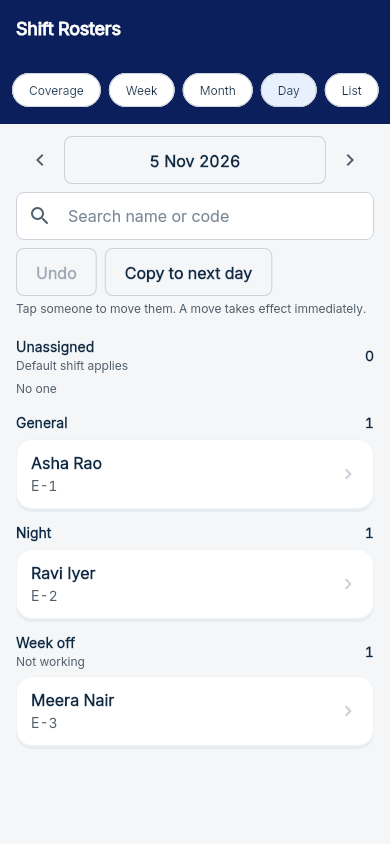 Shift Rosters
Coverage
Week
Month
Day
List
5 Nov 2026
Search name or code
Undo
Copy to next day
Tap someone to move them. A move takes effect immediately.
Unassigned
Default shift applies
0
No one
General
1
Asha Rao
E-1
Night
1
Ravi Iyer
E-2
Week off
Not working
1
Meera Nair
E-3